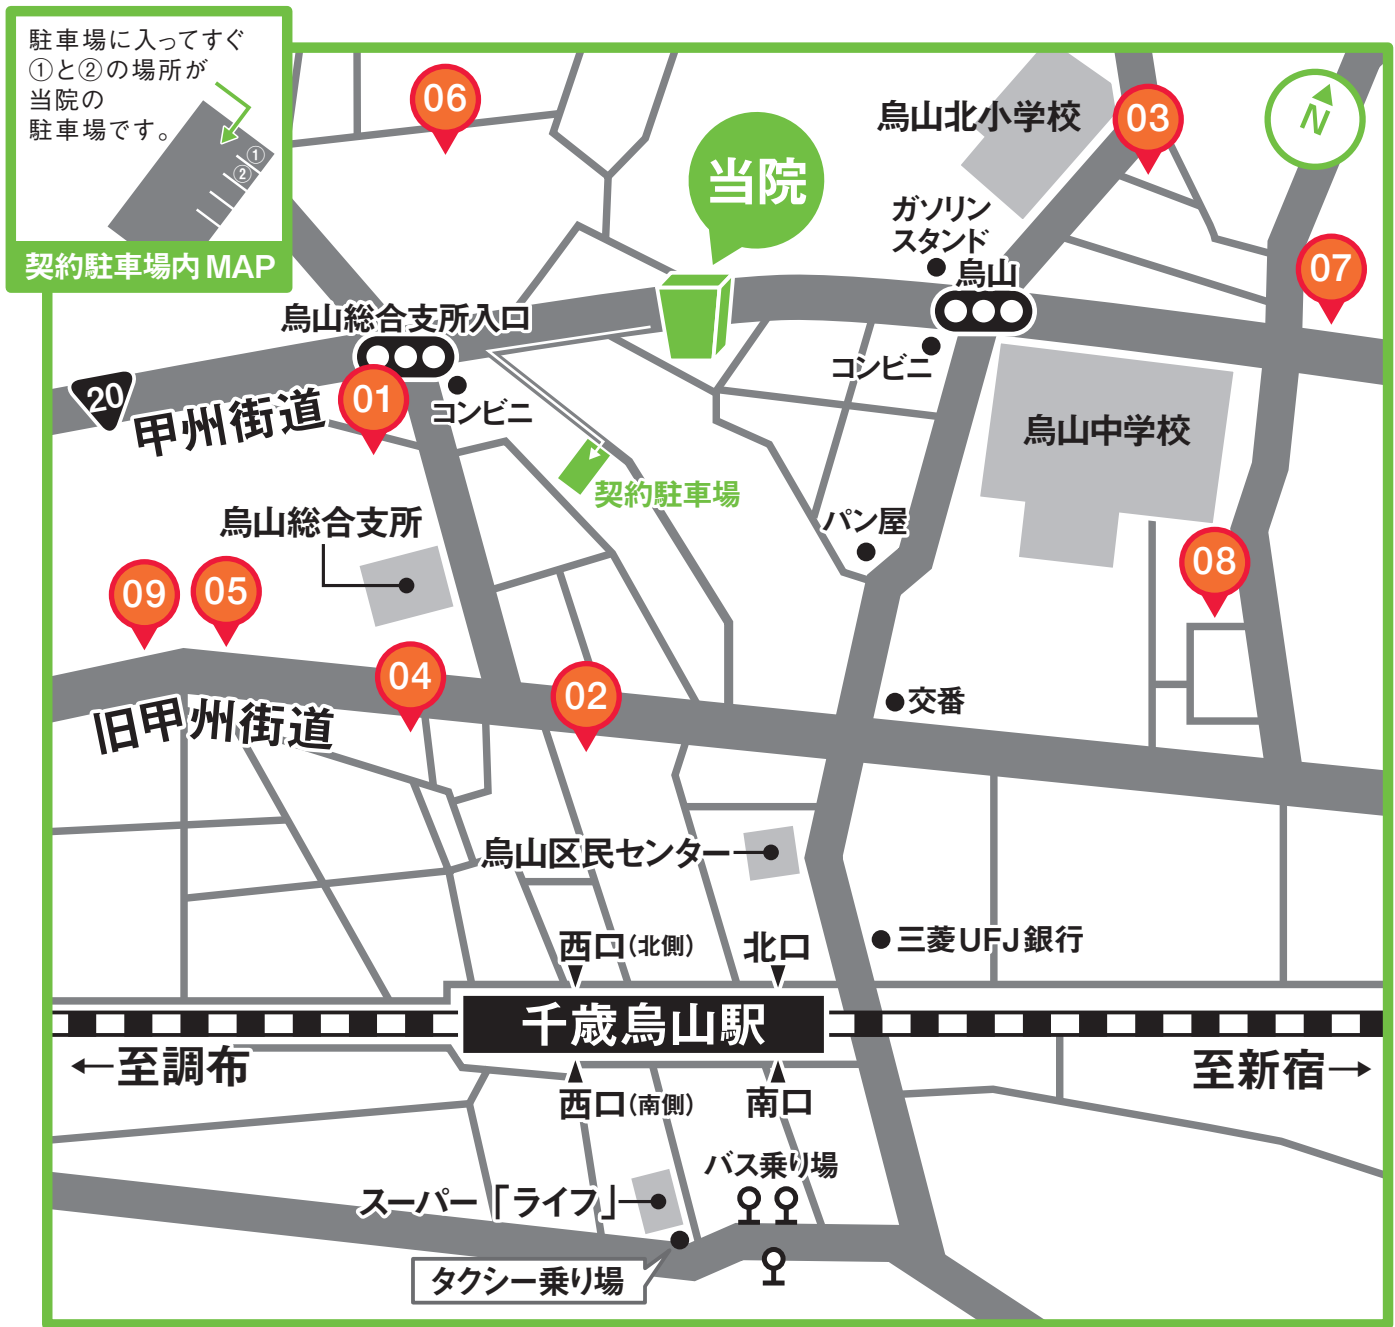 駐車場に入ってすぐ
①と②の場所が
当院の
駐車場です。
①
②
契約駐車場内MAP
06
当院
烏山北小学校
03
N
ガソリン
スタンド
烏山
07
烏山総合支所入口
コンビニ
20
甲州街道
01
コンビニ
烏山中学校
契約駐車場
烏山総合支所
パン屋
08
09
05
04
02
交番
旧甲州街道
烏山区民センター
三菱UFJ銀行
西口(北側)
北口
千歳烏山駅
←至調布
至新宿→
西口(南側)
南口
バス乗り場
スーパー「ライフ」
タクシー乗り場